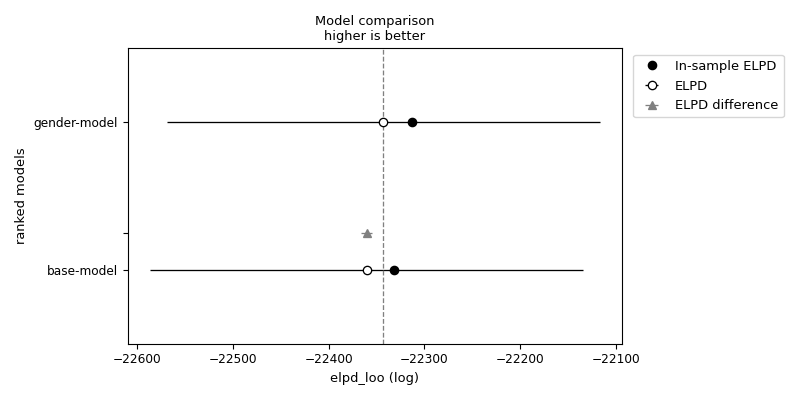 Model comparison
higher is better
In-sample ELPD
ELPD
ELPD difference
gender-model
base-model
ranked models
−22600
−22500
−22400
−22300
−22200
−22100
elpd_loo (log)